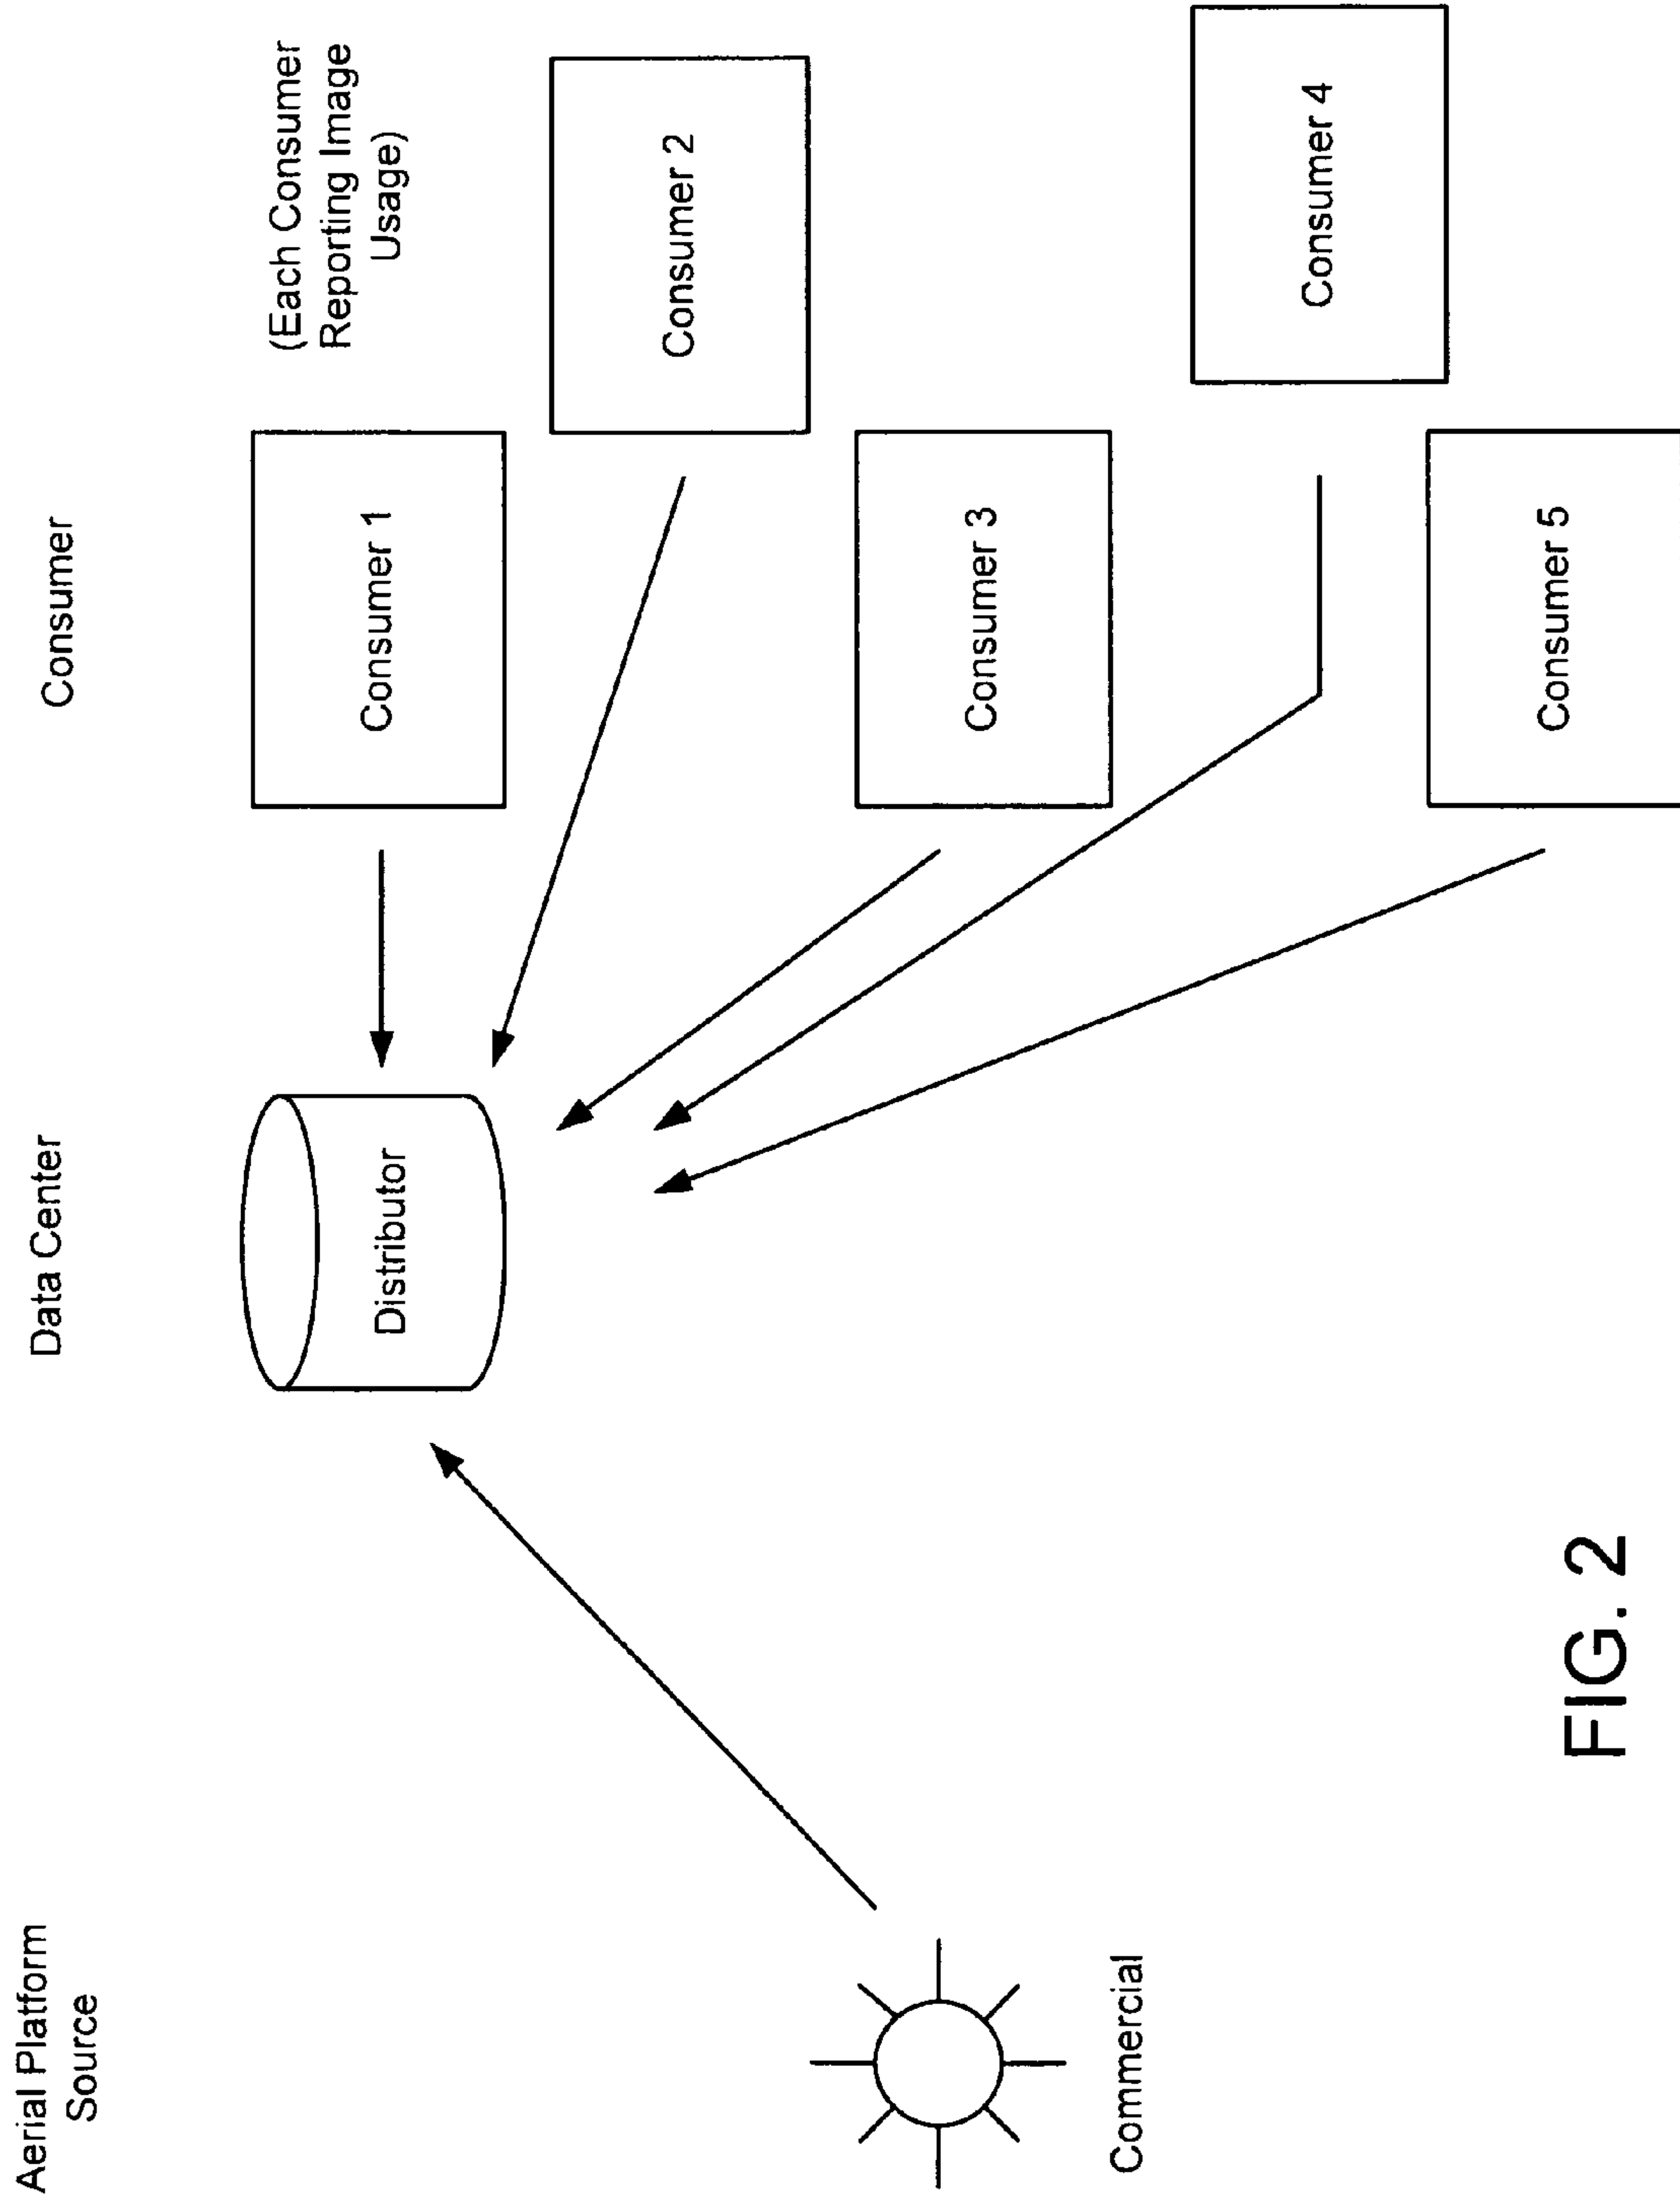 Aerial Platform
Source
Data Center
Consumer
(Each Consumer
Reporting Image
Usage)
Distributor
Consumer 1
Consumer 2
Consumer 3
Consumer 4
Consumer 5
Commercial
FIG. 2